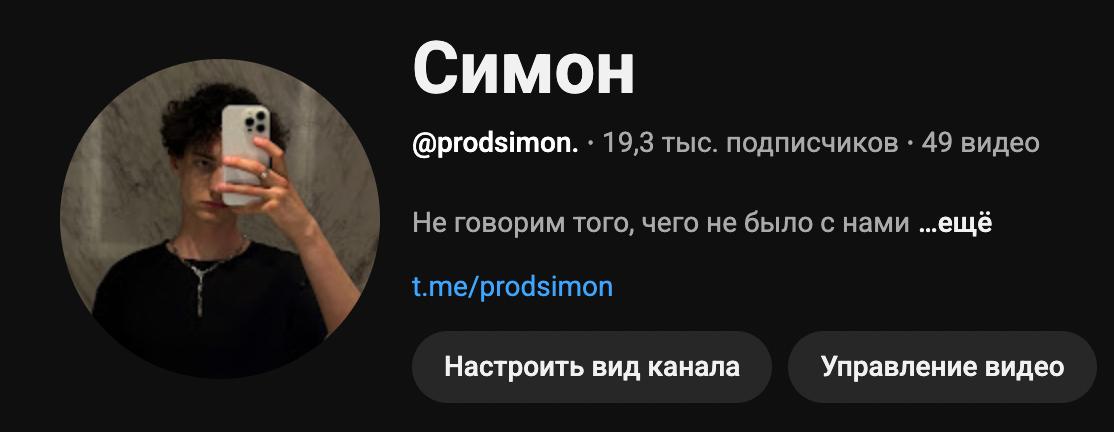 Симон
@prodsimon. · 19,3 тыс. подписчиков · 49 видео
Не говорим того, чего не было с нами ...ещё
t.me/prodsimon
Настроить вид канала Управление видео